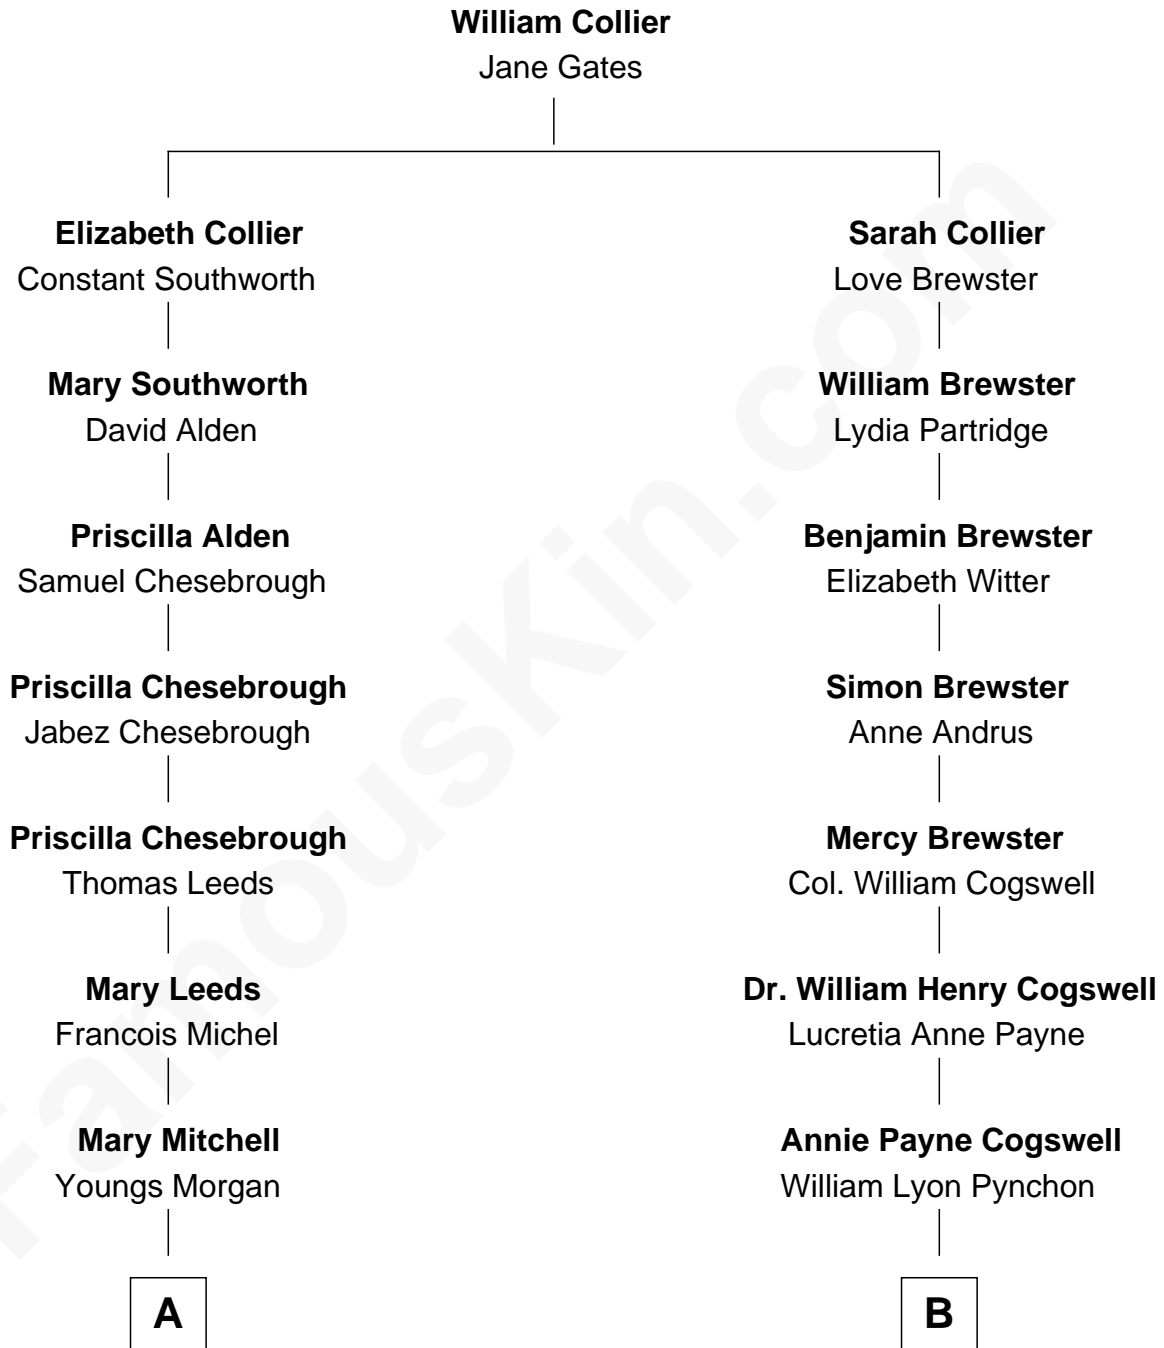 William Collier
Jane Gates
Elizabeth Collier
Constant Southworth
Sarah Collier
Love Brewster
Mary Southworth
David Alden
William Brewster
Lydia Partridge
Priscilla Alden
Samuel Chesebrough
Benjamin Brewster
Elizabeth Witter
Priscilla Chesebrough
Jabez Chesebrough
Simon Brewster
Anne Andrus
Priscilla Chesebrough
Thomas Leeds
Mercy Brewster
Col. William Cogswell
Mary Leeds
Francois Michel
Dr. William Henry Cogswell
Lucretia Anne Payne
Mary Mitchell
Youngs Morgan
Annie Payne Cogswell
William Lyon Pynchon
A
B
FamousKin.com